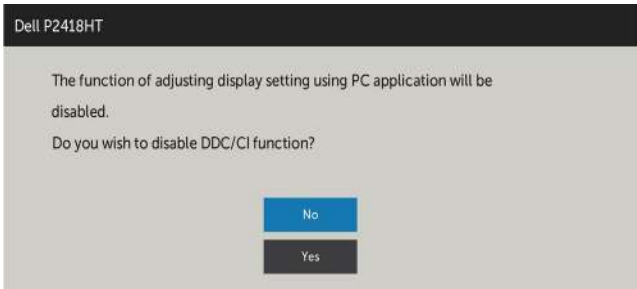 Dell P2418HT
The function of adjusting display setting using PC application will be
disabled.
Do you wish to disable DDC/CI function?
No
Yes